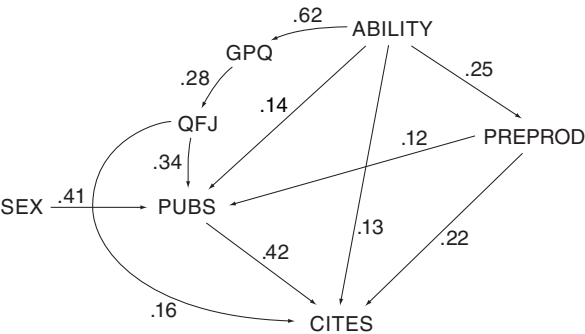 .62
ABILITY
GPQ
.28
.25
.14
QFJ
.12
PREPROD
.34
.41
SEX
PUBS
.13
.42
.22
.16
CITES